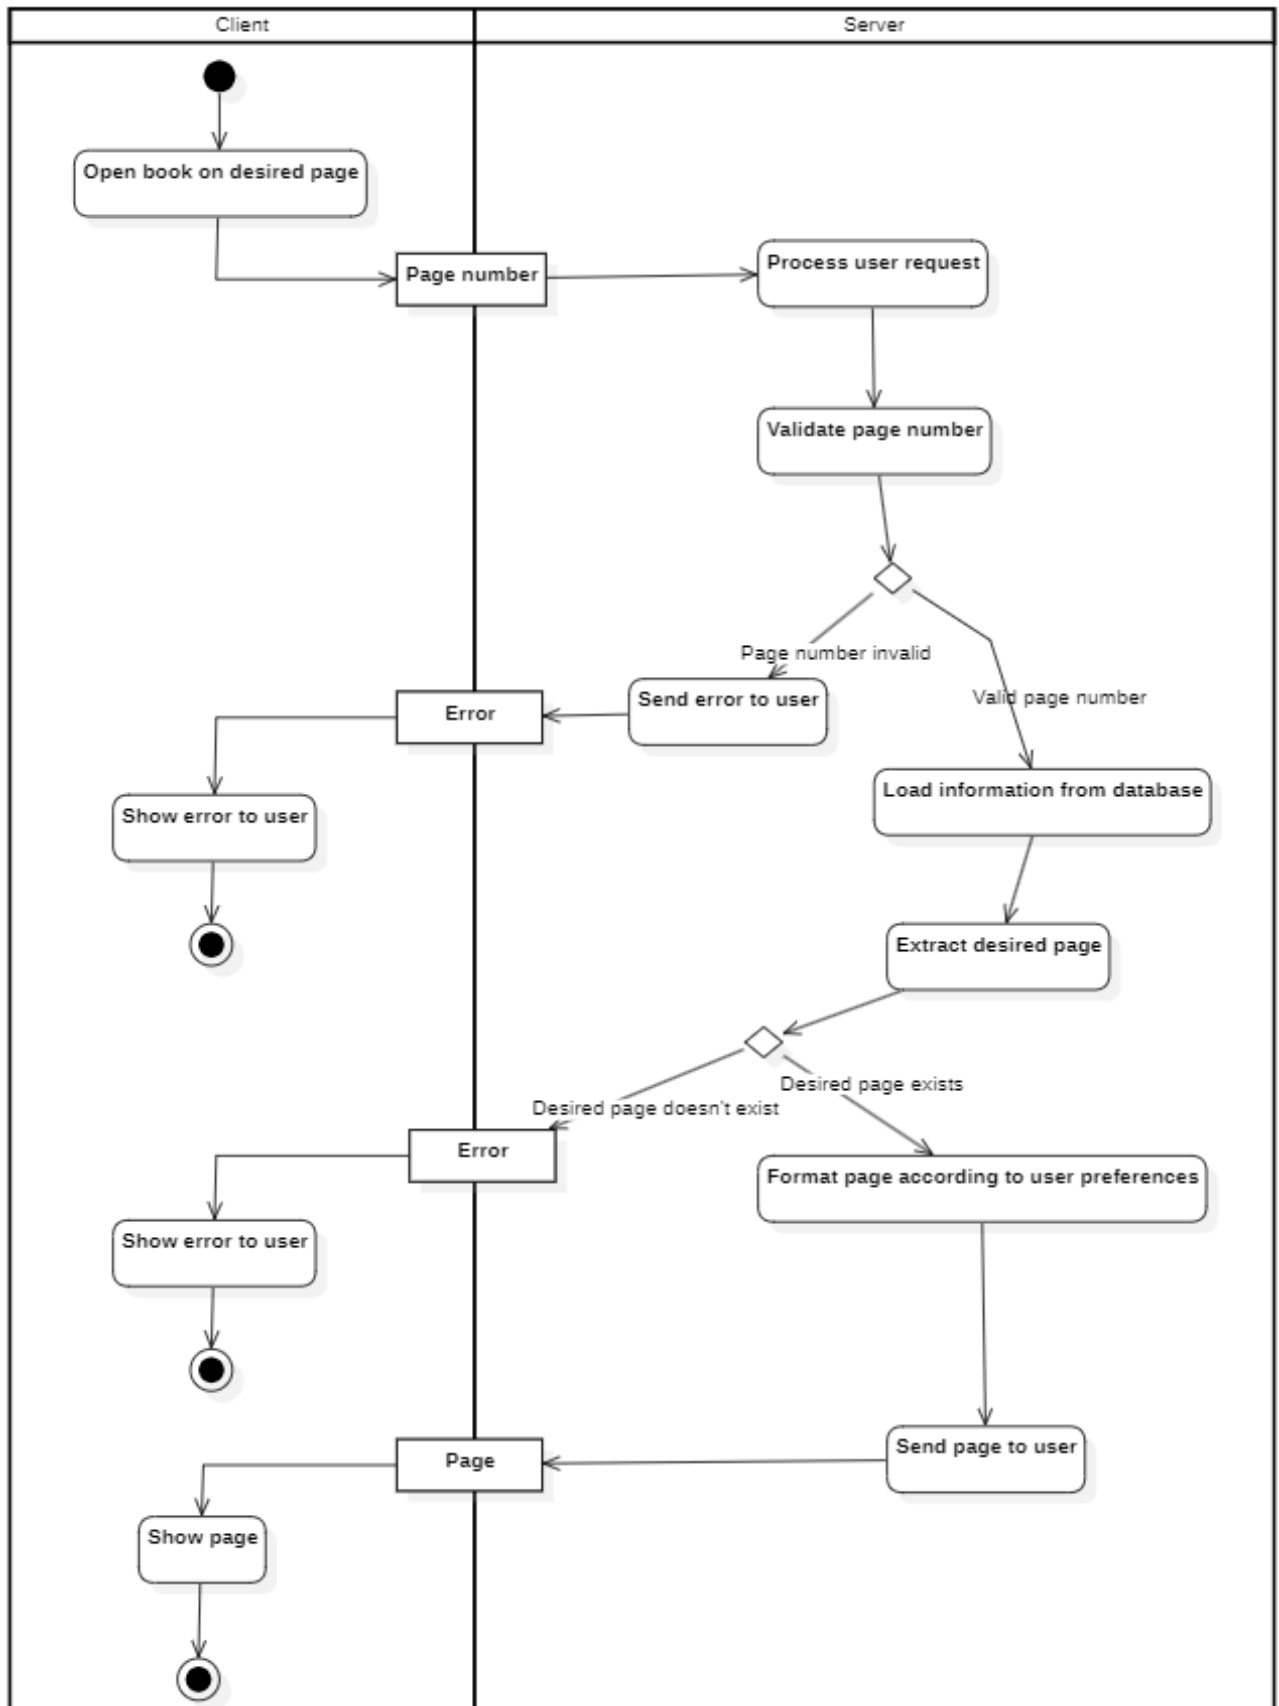 Client
Server
Open book on desired page
Process user request
Page number
Validate page number
Page number invalid
Send error to user
Valid page number
Error
Load information from database
Show error to user
Extract desired page
Desired page exists
Desired page doesn't exist
Error
Format page according to user preferences
Show error to user
Send page to user
Page
Show page